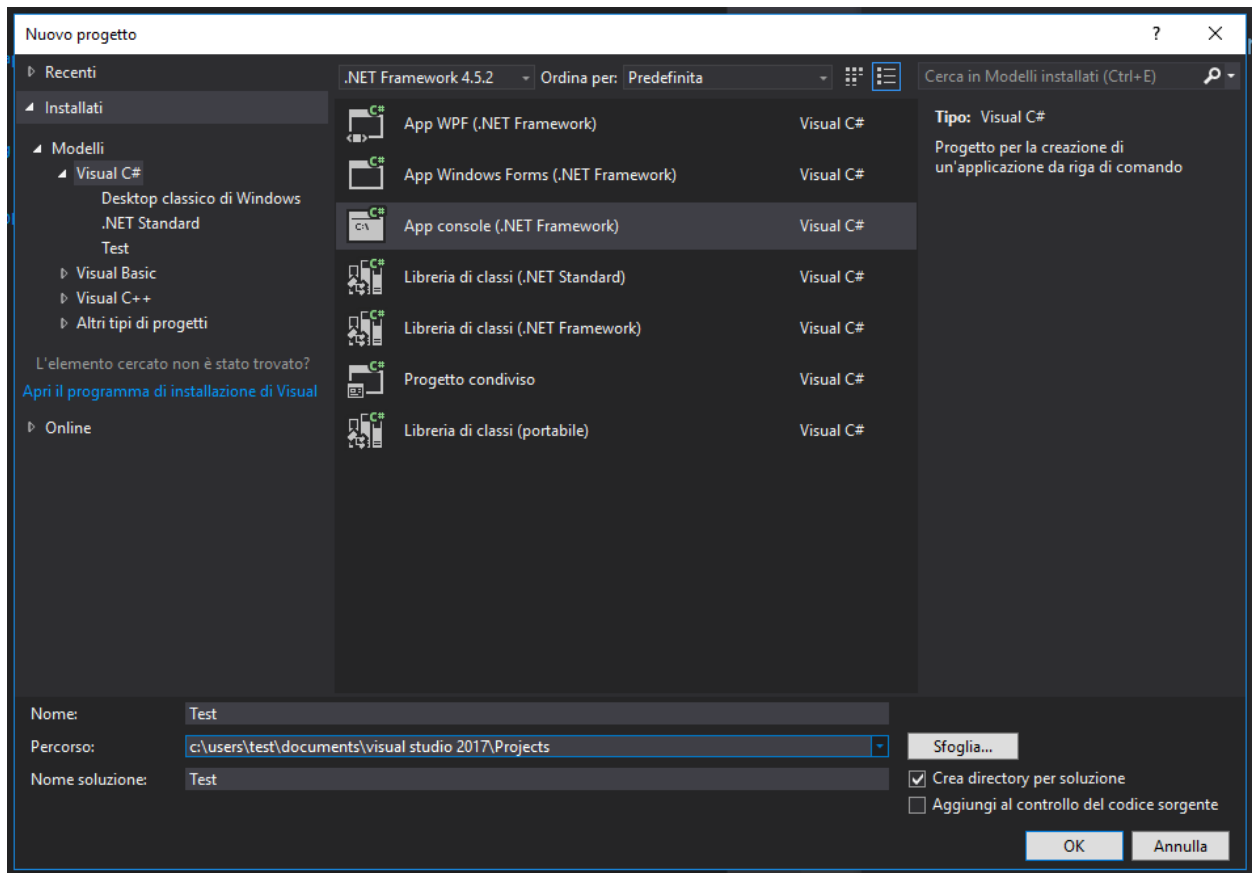 Nuovo progetto
?
Recenti
Installati
Modelli
Visual C#
Desktop classico di Windows
.NET Standard
Test
Visual Basic
Visual C++
Altri tipi di progetti
L'elemento cercato non è stato trovato?
Apri il programma di installazione di Visual
Online
.NET Framework 4.5.2 Ordina per: Predefinita
C# App WPF (.NET Framework) Visual C#
C# App Windows Forms (.NET Framework) Visual C#
C# C:\ App console (.NET Framework) Visual C#
C# Libreria di classi (.NET Standard) Visual C#
C# Libreria di classi (.NET Framework) Visual C#
C# Progetto condiviso Visual C#
C# Libreria di classi (portabile) Visual C#
Cerca in Modelli installati (Ctrl+E)
Tipo: Visual C#
Progetto per la creazione di
un'applicazione da riga di comando
Nome: Test
Percorso: c:\users\test\documents\visual studio 2017\Projects Sfoglia...
Nome soluzione: Test
Crea directory per soluzione
Aggiungi al controllo del codice sorgente
OK Annulla